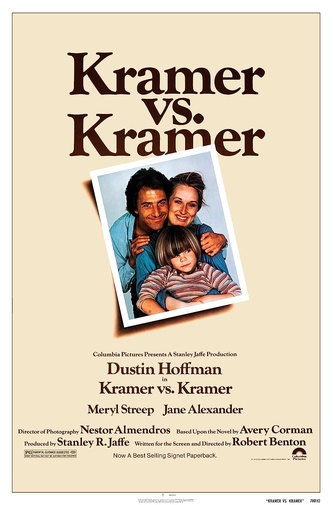 Kramer
vs.
Kramer
Columbia Pictures Presents A Stanley Jaffe Production
Dustin Hoffman
in
Kramer vs. Kramer
Meryl Streep Jane Alexander
Director of Photography Nestor Almendros Based Upon the Novel by Avery Corman
Produced by Stanley R. Jaffe Written for the Screen and Directed by Robert Benton
PG
Now A Best Selling Signet Paperback.
"KRAMER VS. KRAMER"